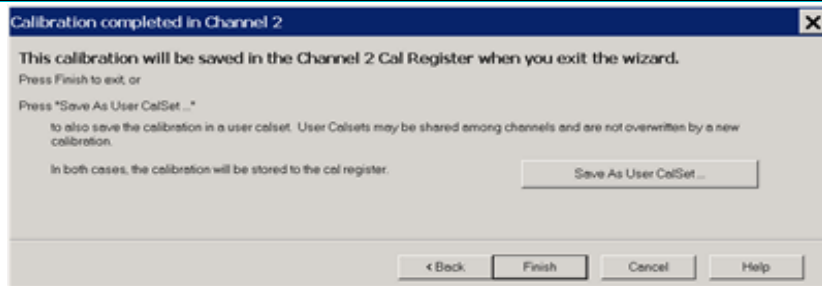 Calibration completed in Channel 2
This calibration will be saved in the Channel 2 Cal Register when you exit the wizard.
Press Finish to exit, or
Press "Save As User CalSet ..."
to also save the calibration in a user calset. User Calsets may be shared among channels and are not overwritten by a new
calibration.
In both cases, the calibration will be stored to the cal register.
Save As User CalSet ...
< Back
Finish
Cancel
Help